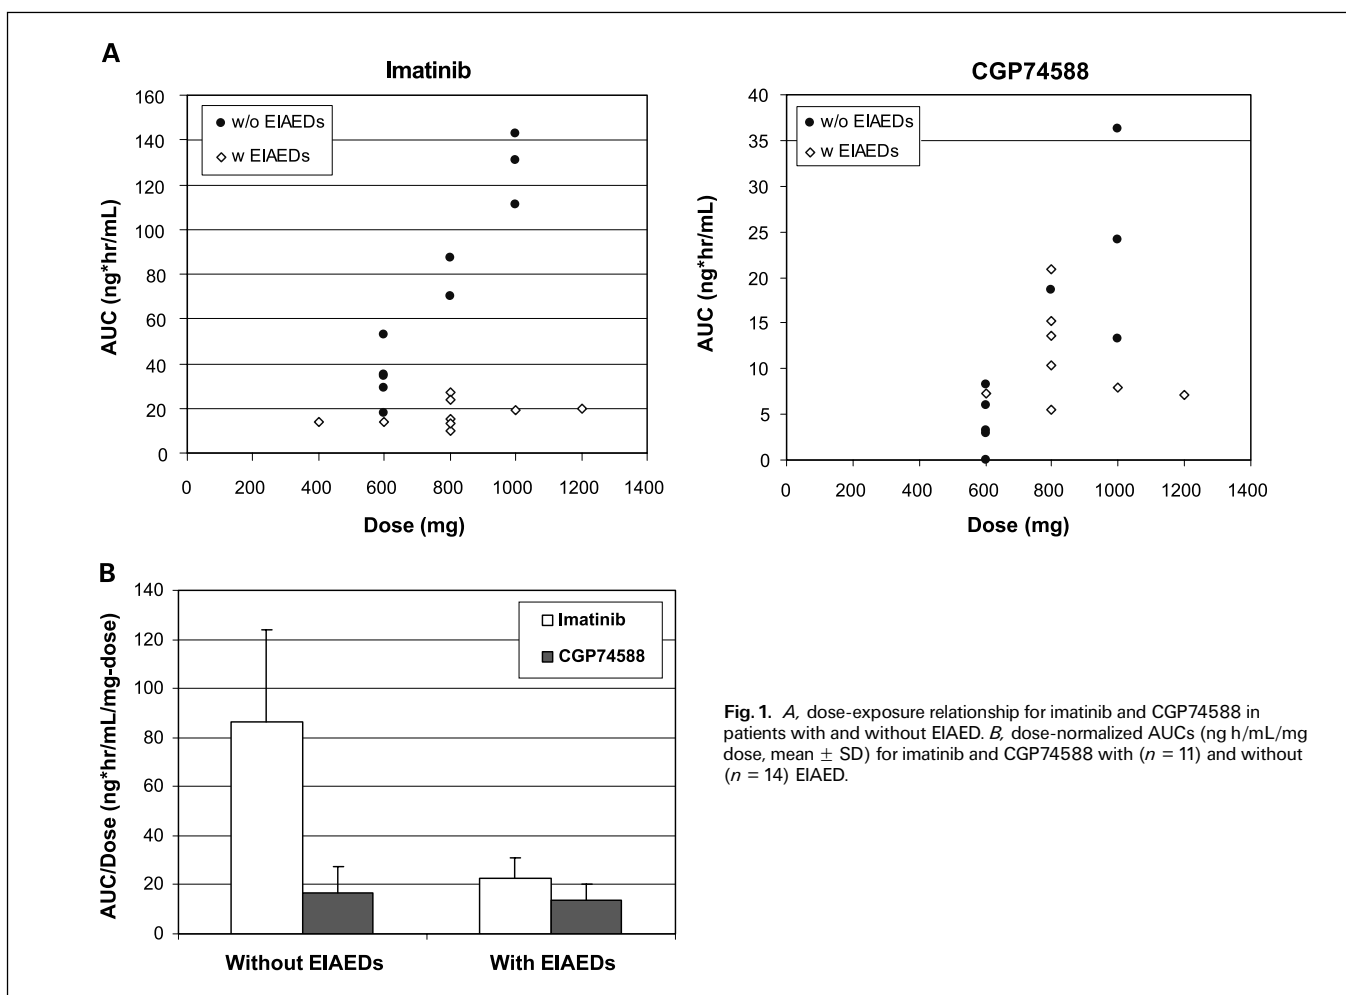 A
Imatinib
AUC (ng*hr/mL)
160
140
120
100
80
60
40
20
0
w/o EIAEDs
w EIAEDs
0 200 400 600 800 1000 1200 1400
Dose (mg)
CGP74588
AUC (ng*hr/mL)
40
35
30
25
20
15
10
5
0
w/o EIAEDs
w EIAEDs
0 200 400 600 800 1000 1200 1400
Dose (mg)
B
AUC/Dose (ng*hr/mL/mg-dose)
140
120
100
80
60
40
20
0
Imatinib
CGP74588
Without EIAEDs With EIAEDs
Fig. 1. A, dose-exposure relationship for imatinib and CGP74588 in
patients with and without EIAED. B, dose-normalized AUCs (ng h/mL/mg
dose, mean ± SD) for imatinib and CGP74588 with (n = 11) and without
(n = 14) EIAED.